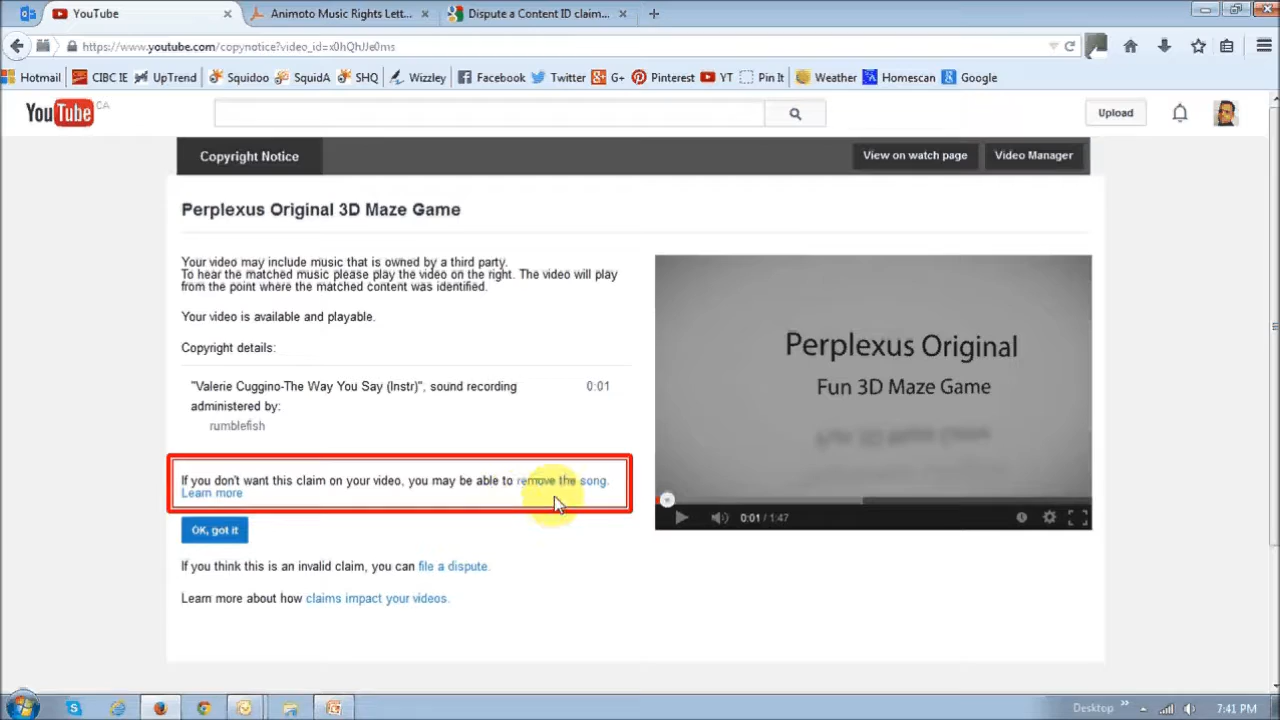 YouTube
Animoto Music Rights Lett...
Dispute a Content ID claim...
https://www.youtube.com/copynotice?video_id=x0hQhJJe0ms
Hotmail CIBC IE UpTrend Squidoo SquidA SHQ Wizzley Facebook Twitter G+ Pinterest YT Pin It Weather Homescan Google
YouTube CA
Upload
Copyright Notice
View on watch page
Video Manager
Perplexus Original 3D Maze Game
Your video may include music that is owned by a third party.
To hear the matched music please play the video on the right. The video will play
from the point where the matched content was identified.
Your video is available and playable.
Copyright details:
"Valerie Cuggino-The Way You Say (Instr)", sound recording 0:01
administered by:
rumblefish
If you don't want this claim on your video, you may be able to remove the song.
Learn more
OK, got it
If you think this is an invalid claim, you can file a dispute.
Learn more about how claims impact your videos.
Perplexus Original
Fun 3D Maze Game
0:01 / 1:47
Desktop
7:41 PM